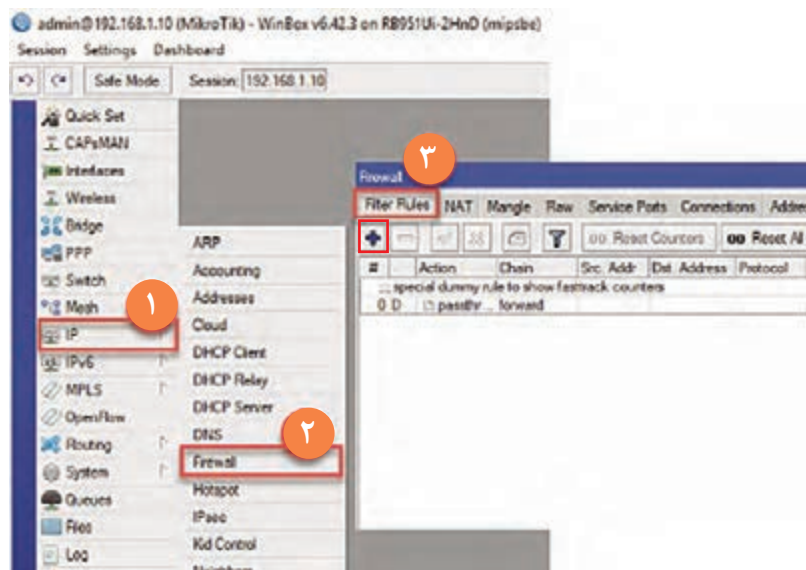 admin@192.168.1.10 (MikroTik) - WinBox v6.42.3 on RB951Ui-2HnD (mipsbe)
Session Settings Dashboard
Safe Mode Session: 192.168.1.10
Quick Set
CAPsMAN
Interfaces
Wireless
Bridge
PPP
Switch
Mesh
۱
IP
IPv6
MPLS
OpenFlow
Routing
System
Queues
Files
Log
ARP
Accounting
Addresses
Cloud
DHCP Client
DHCP Relay
DHCP Server
DNS
۲
Firewall
Hotspot
IPsec
Kid Control
Neighbors
۳
Firewall
Filter Rules NAT Mangle Raw Service Ports Connections Addres
00 Reset Counters 00 Reset Al
# Action Chain Src. Addr Dst. Address Protocol
::: special dummy rule to show fasttrack counters
0 D passthr... forward